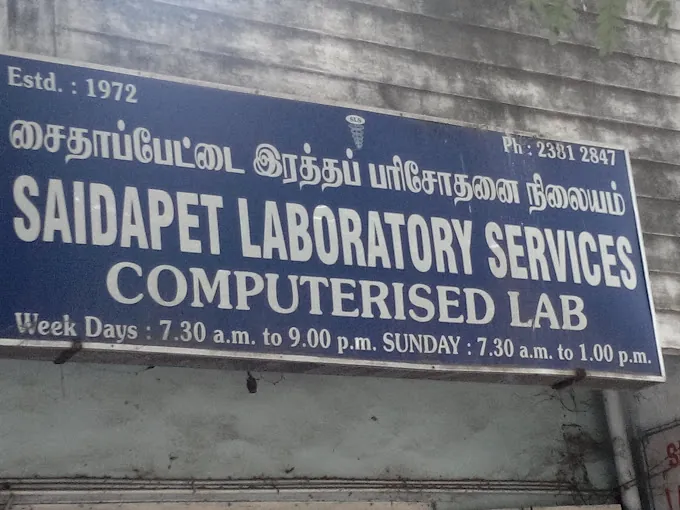 Estd. : 1972
SLS
Ph : 2381 2847
சைதாப்பேட்டை இரத்தப் பரிசோதனை நிலையம்
SAIDAPET LABORATORY SERVICES
COMPUTERISED LAB
Week Days : 7.30 a.m. to 9.00 p.m. SUNDAY : 7.30 a.m. to 1.00 p.m.